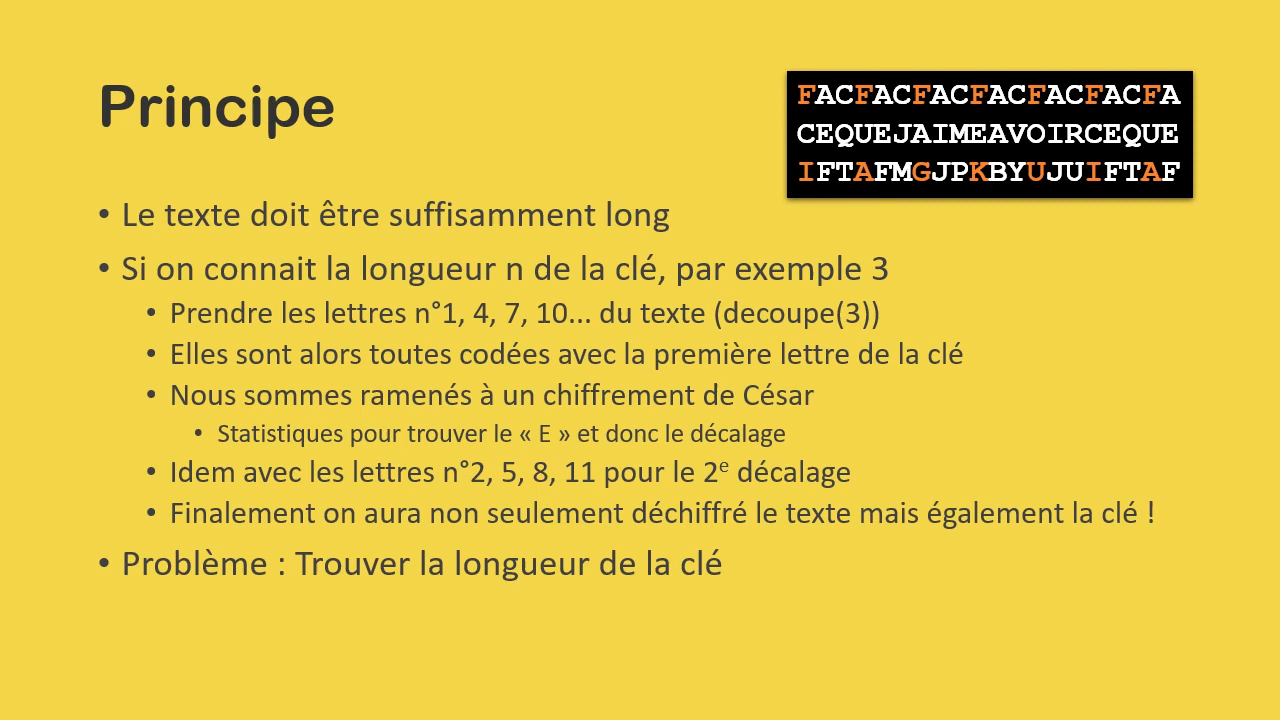 Principe
FACFACFACFACFACFACFA
CEQUEJAIMEAVOIRCEQUE
IFTAFMGJPKBYUJUIFTAF
• Le texte doit être suffisamment long
• Si on connait la longueur n de la clé, par exemple 3
• Prendre les lettres n°1, 4, 7, 10... du texte (decoupe(3))
• Elles sont alors toutes codées avec la première lettre de la clé
• Nous sommes ramenés à un chiffrement de César
• Statistiques pour trouver le « E » et donc le décalage
• Idem avec les lettres n°2, 5, 8, 11 pour le 2e décalage
• Finalement on aura non seulement déchiffré le texte mais également la clé !
• Problème : Trouver la longueur de la clé